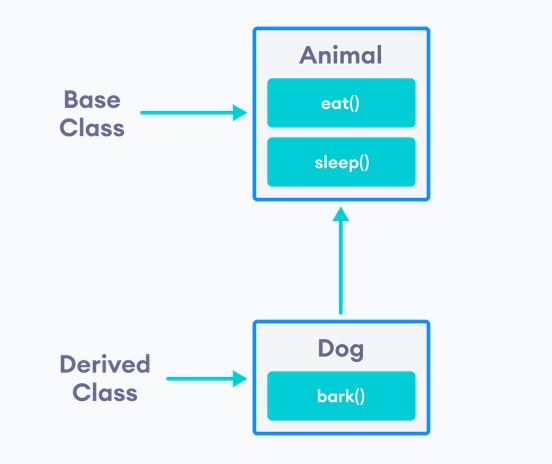 Animal
eat()
Base
Class
sleep()
Dog
Derived
Class
bark()